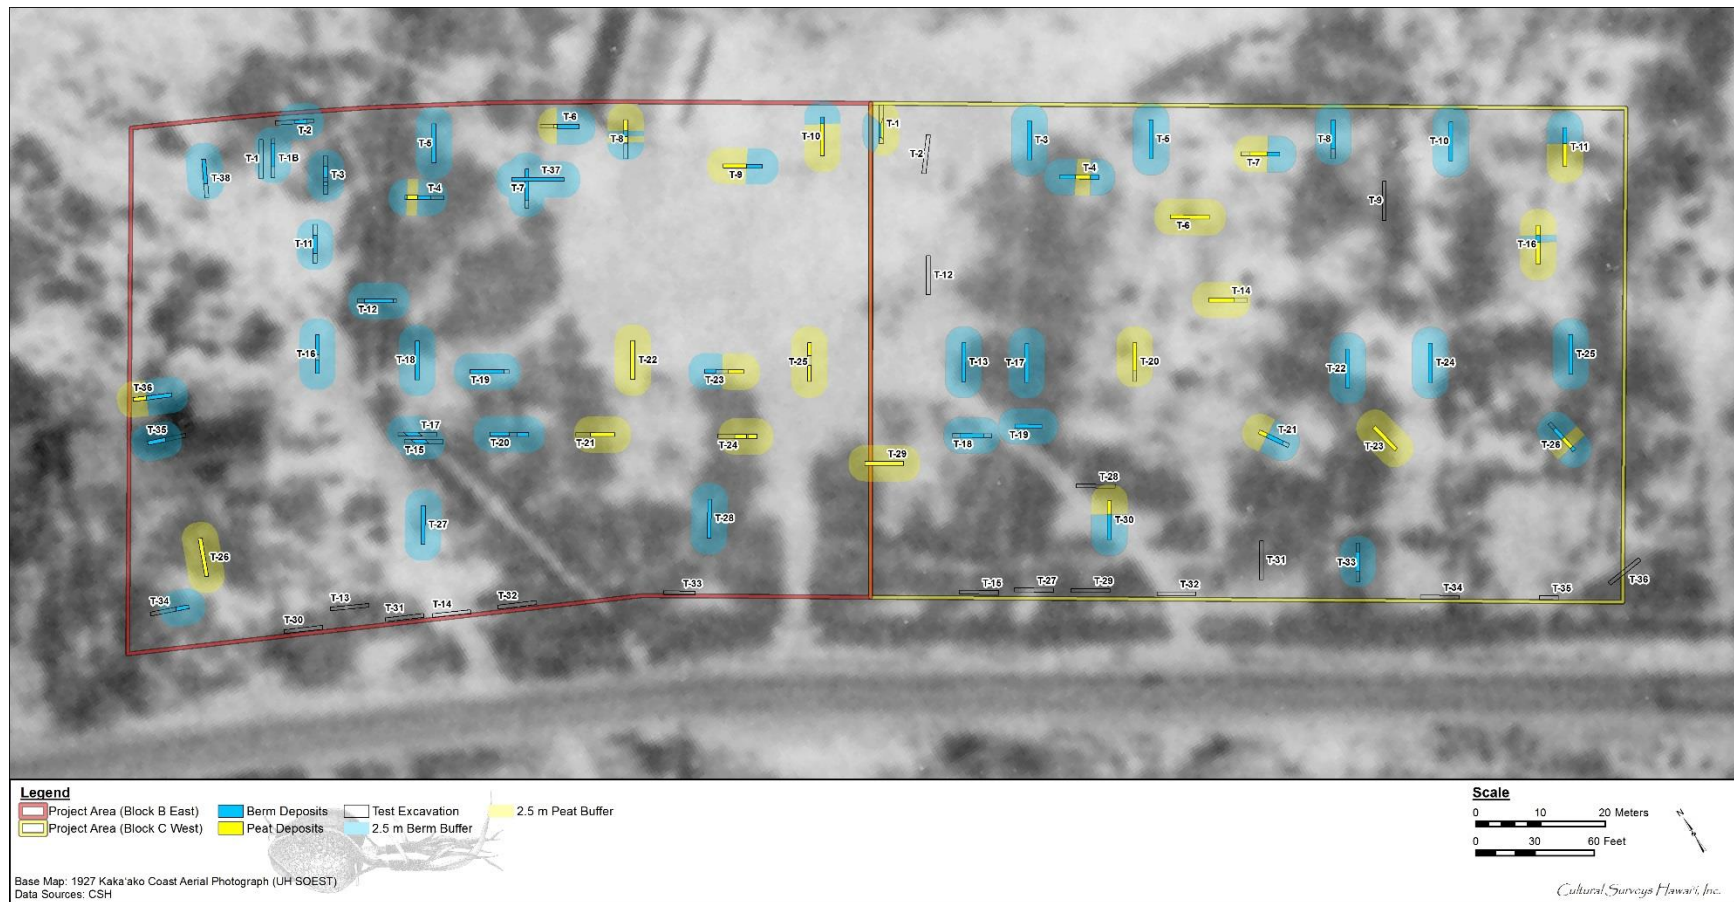 T-2
T-6
T-1
T-1B
T-5
T-8
T-10
T-1
T-3
T-5
T-8
T-10
T-2
T-7
T-11
T-38
T-3
T-9
T-4
T-37
T-7
T-4
T-9
T-6
T-11
T-16
T-12
T-12
T-14
T-16
T-18
T-19
T-22
T-23
T-25
T-13
T-17
T-20
T-22
T-24
T-25
T-36
T-35
T-17
T-15
T-20
T-21
T-24
T-18
T-19
T-21
T-23
T-26
T-29
T-28
T-27
T-28
T-30
T-26
T-31
T-33
T-36
T-34
T-13
T-31
T-14
T-32
T-30
T-33
T-15
T-27
T-29
T-32
T-34
T-35
Legend
Project Area (Block B East) Berm Deposits Test Excavation 2.5 m Peat Buffer
Project Area (Block C West) Peat Deposits 2.5 m Berm Buffer
Base Map: 1927 Kaka'ako Coast Aerial Photograph (UH SOEST)
Data Sources: CSH
Scale
0 10 20 Meters
0 30 60 Feet
N
Cultural Surveys Hawai'i, Inc.